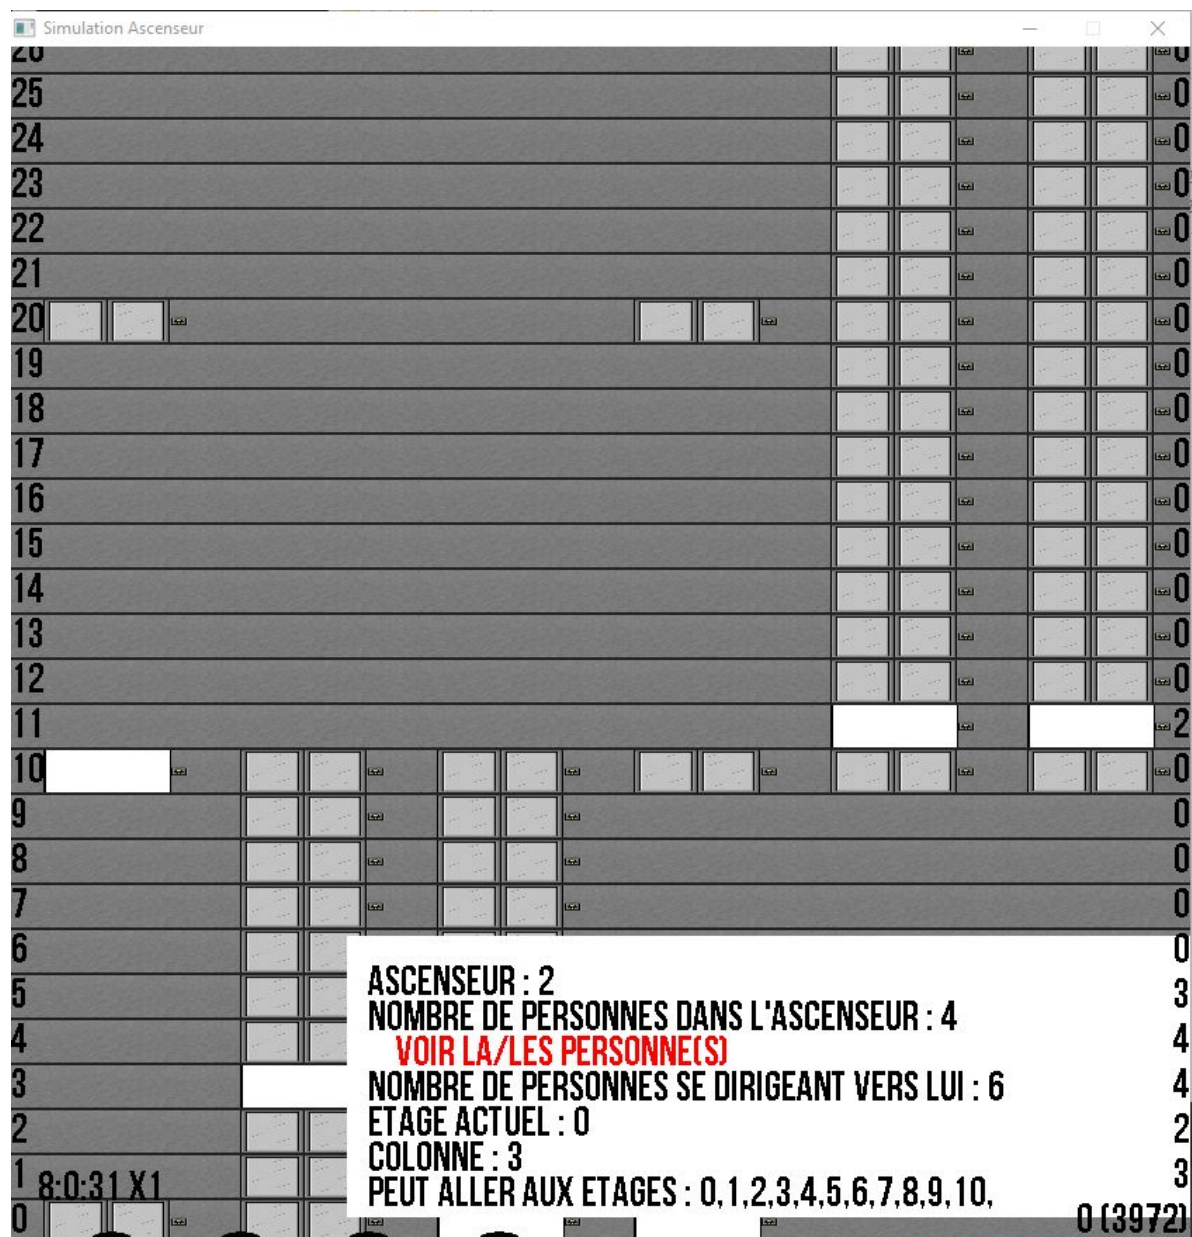 Simulation Ascenseur
26 0
25 0
24 0
23 0
22 0
21
20 0
19 0
18 0
17 0
16 0
15 0
14 0
13 0
12 0
11 2
10 0
9 0
8 0
7 0
6 0
5 3
4 4
3 4
2 2
1 3
8:0:31 X1
0 0 (3972)
ASCENSEUR : 2
NOMBRE DE PERSONNES DANS L'ASCENSEUR : 4
VOIR LA/LES PERSONNE(S)
NOMBRE DE PERSONNES SE DIRIGEANT VERS LUI : 6
ETAGE ACTUEL : 0
COLONNE : 3
PEUT ALLER AUX ETAGES : 0,1,2,3,4,5,6,7,8,9,10,